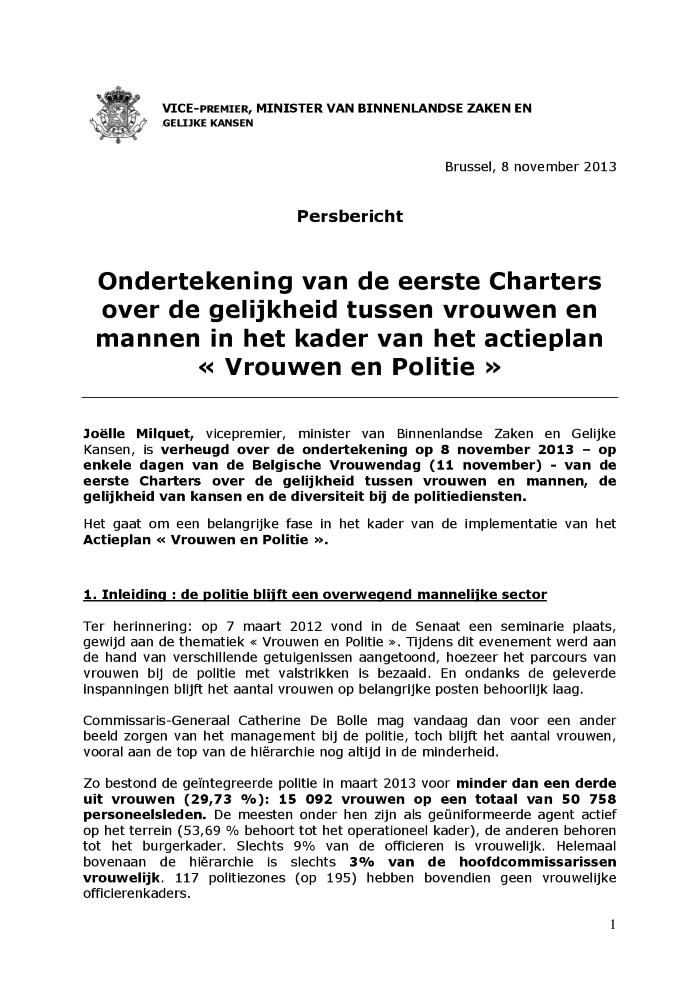 VICE-PREMIER, MINISTER VAN BINNENLANDSE ZAKEN EN
GELIJKE KANSEN
Brussel, 8 november 2013
Persbericht
Ondertekening van de eerste Charters
over de gelijkheid tussen vrouwen en
mannen in het kader van het actieplan
« Vrouwen en Politie »
Joëlle Milquet, vicepremier, minister van Binnenlandse Zaken en Gelijke
Kansen, is verheugd over de ondertekening op 8 november 2013 – op
enkele dagen van de Belgische Vrouwendag (11 november) - van de
eerste Charters over de gelijkheid tussen vrouwen en mannen, de
gelijkheid van kansen en de diversiteit bij de politiediensten.
Het gaat om een belangrijke fase in het kader van de implementatie van het
Actieplan « Vrouwen en Politie ».
1. Inleiding : de politie blijft een overwegend mannelijke sector
Ter herinnering: op 7 maart 2012 vond in de Senaat een seminarie plaats,
gewijd aan de thematiek « Vrouwen en Politie ». Tijdens dit evenement werd aan
de hand van verschillende getuigenissen aangetoond, hoezeer het parcours van
vrouwen bij de politie met valstrikken is bezaaid. En ondanks de geleverde
inspanningen blijft het aantal vrouwen op belangrijke posten behoorlijk laag.
Commissaris-Generaal Catherine De Bolle mag vandaag dan voor een ander
beeld zorgen van het management bij de politie, toch blijft het aantal vrouwen,
vooral aan de top van de hiërarchie nog altijd in de minderheid.
Zo bestond de geïntegreerde politie in maart 2013 voor minder dan een derde
uit vrouwen (29,73 %): 15 092 vrouwen op een totaal van 50 758
personeelsleden. De meesten onder hen zijn als geüniformeerde agent actief
op het terrein (53,69 % behoort tot het operationeel kader), de anderen behoren
tot het burgerkader. Slechts 9% van de officieren is vrouwelijk. Helemaal
bovenaan de hiërarchie is slechts 3% van de hoofdcommissarissen
vrouwelijk. 117 politiezones (op 195) hebben bovendien geen vrouwelijke
officierenkaders.
1